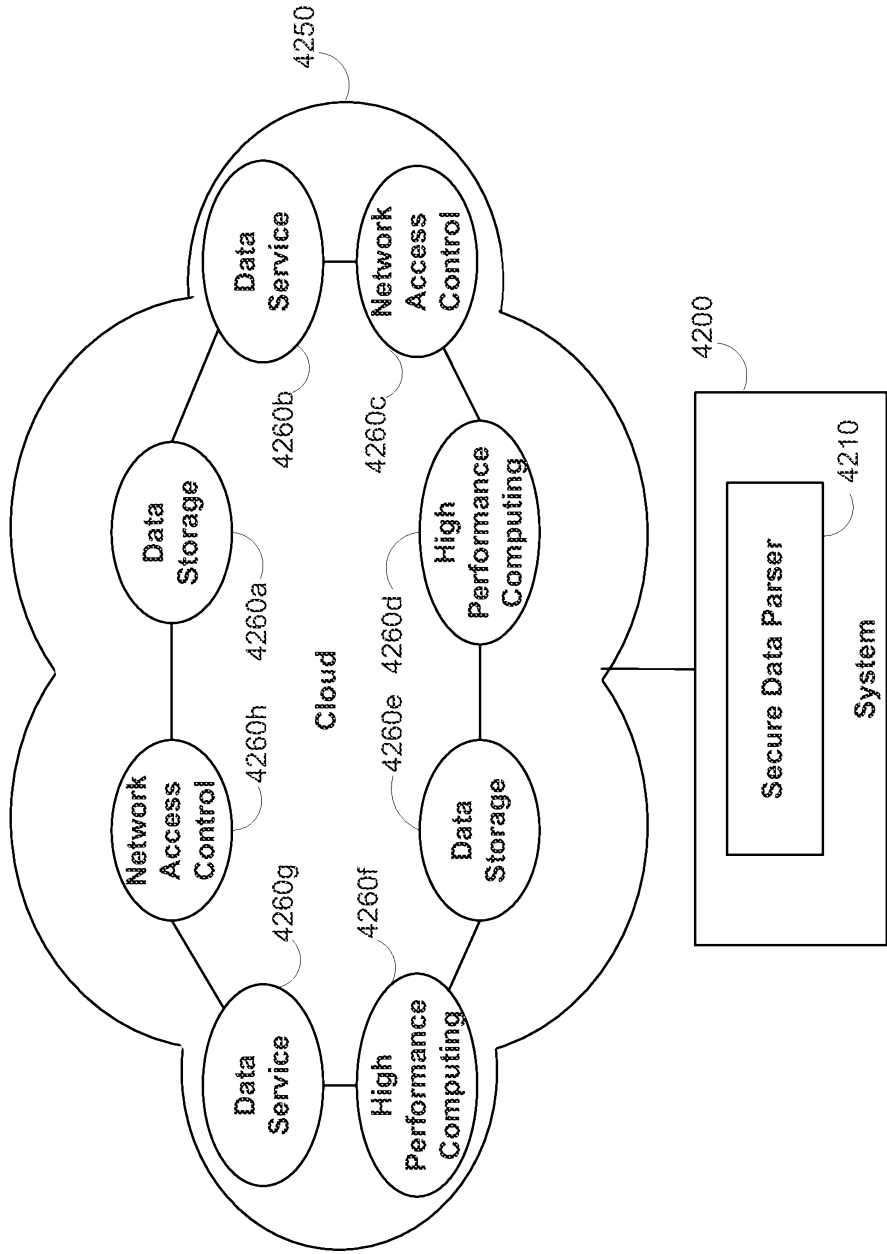 4250
Data
Service
4260b
Network
Access
Control
4260c
Data
Storage
4260a
High
Performance
Computing
4260d
Cloud
Network
Access
Control
4260h
Data
Storage
4260e
Data
Service
4260g
High
Performance
Computing
4260f
4200
Secure Data Parser
4210
System